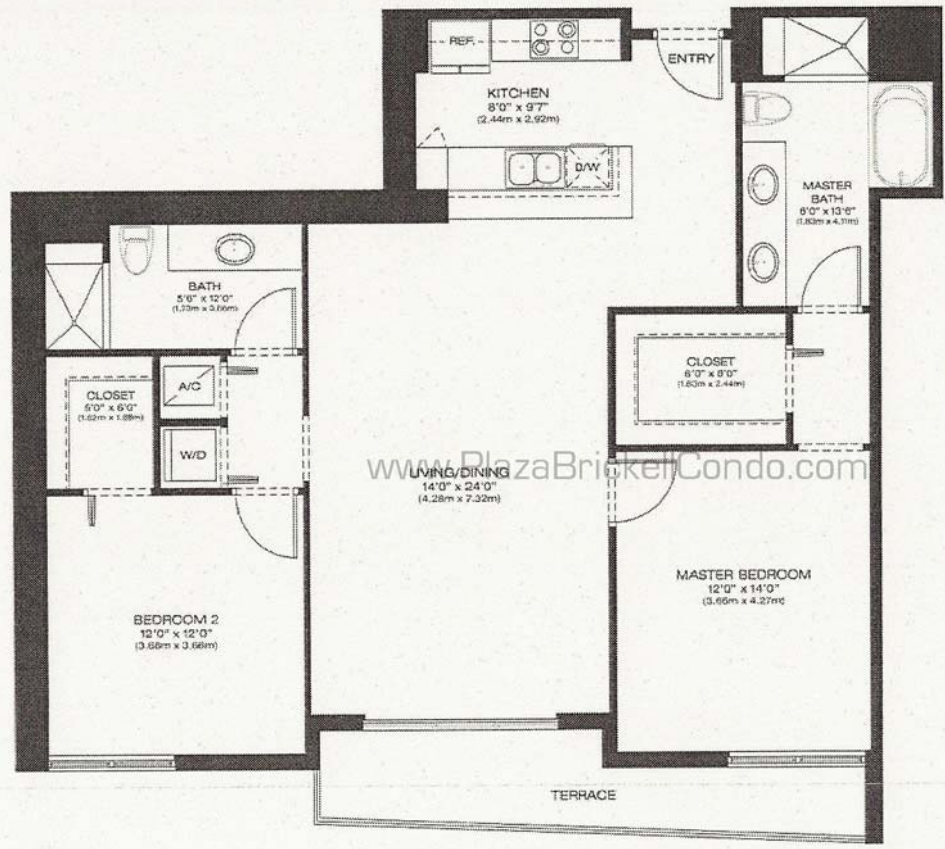 REF.
ENTRY
KITCHEN
8'0" x 9'7"
(2.44m x 2.92m)
D/W
MASTER
BATH
6'0" x 13'6"
(1.83m x 4.11m)
BATH
5'6" x 12'0"
CLOSET
6'0" x 8'0"
(1.83m x 2.44m)
A/C
CLOSET
5'0" x 6'0"
W/D
www.PlazaBrickellCondo.com
LIVING/DINING
14'0" x 24'0"
(4.28m x 7.32m)
MASTER BEDROOM
12'0" x 14'0"
(3.66m x 4.27m)
BEDROOM 2
12'0" x 12'0"
(3.66m x 3.66m)
TERRACE